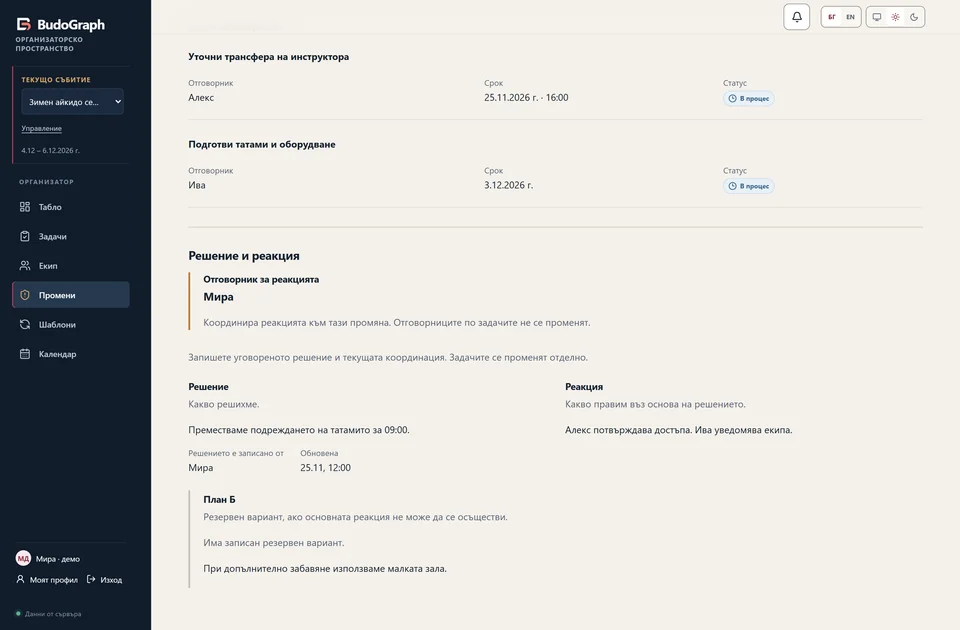 BudoGraph
ОРГАНИЗАТОРСКО
ПРОСТРАНСТВО
ТЕКУЩО СЪБИТИЕ
Зимен айкидо се...
Управление
4.12 – 6.12.2026 г.
ОРГАНИЗАТОР
Табло
Задачи
Екип
Промени
Шаблони
Календар
МД
Мира · демо
Моят профил
Изход
Данни от сървъра
БГ
EN
Уточни трансфера на инструктора
Отговорник
Срок
Статус
Алекс
25.11.2026 г. · 16:00
В процес
Подготви татами и оборудване
Отговорник
Срок
Статус
Ива
3.12.2026 г.
В процес
Решение и реакция
Отговорник за реакцията
Мира
Координира реакцията към тази промяна. Отговорниците по задачите не се променят.
Запишете уговореното решение и текущата координация. Задачите се променят отделно.
Решение
Какво решихме.
Преместваме подреждането на татамито за 09:00.
Решението е записано от
Обновена
Мира
25.11, 12:00
Реакция
Какво правим въз основа на решението.
Алекс потвърждава достъпа. Ива уведомява екипа.
План Б
Резервен вариант, ако основната реакция не може да се осъществи.
Има записан резервен вариант.
При допълнително забавяне използваме малката зала.